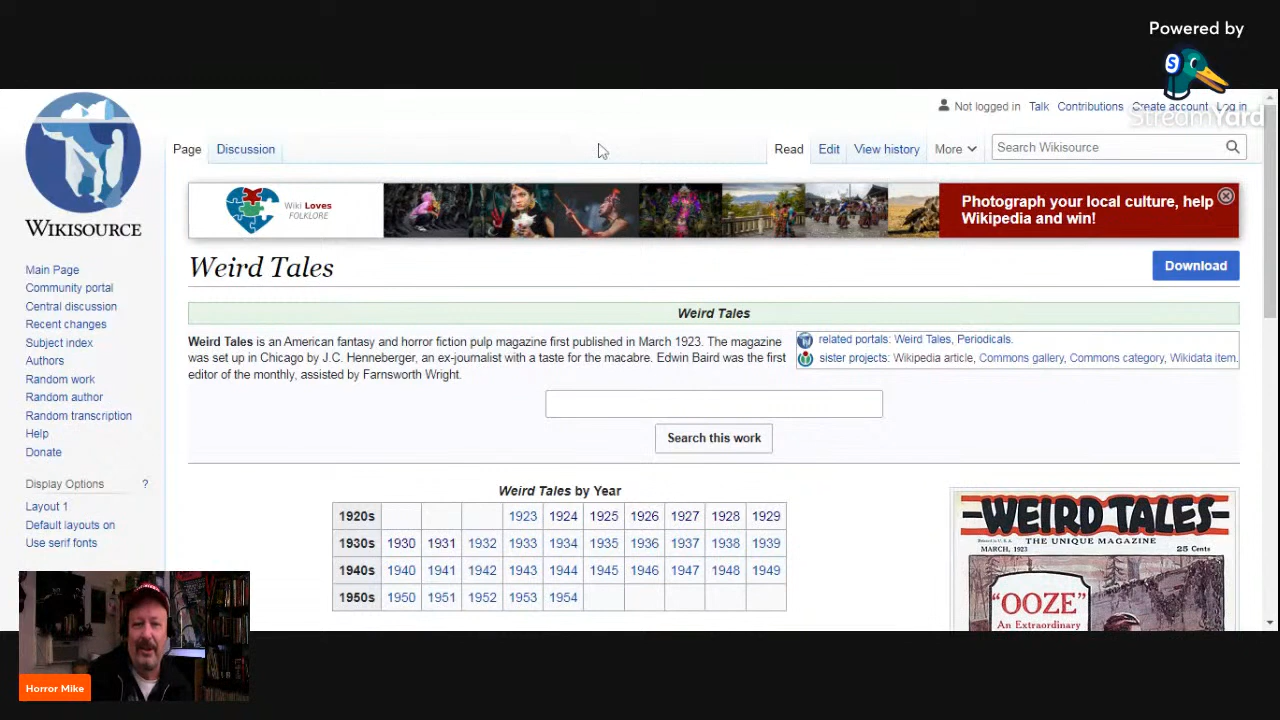 Powered by
S
StreamYard
Not logged in Talk Contributions Create account Log in
Page Discussion Read Edit View history More Search Wikisource
Wiki Loves
FOLKLORE
Photograph your local culture, help
Wikipedia and win!
WIKISOURCE
Main Page
Community portal
Central discussion
Recent changes
Subject index
Authors
Random work
Random author
Random transcription
Help
Donate
Display Options ?
Layout 1
Default layouts on
Use serif fonts
Weird Tales
Download
Weird Tales
Weird Tales is an American fantasy and horror fiction pulp magazine first published in March 1923. The magazine
was set up in Chicago by J.C. Henneberger, an ex-journalist with a taste for the macabre. Edwin Baird was the first
editor of the monthly, assisted by Farnsworth Wright.
related portals: Weird Tales, Periodicals.
sister projects: Wikipedia article, Commons gallery, Commons category, Wikidata item.
Search this work
Weird Tales by Year
1920s 1923 1924 1925 1926 1927 1928 1929
1930s 1930 1931 1932 1933 1934 1935 1936 1937 1938 1939
1940s 1940 1941 1942 1943 1944 1945 1946 1947 1948 1949
1950s 1950 1951 1952 1953 1954
WEIRD TALES
THE UNIQUE MAGAZINE
MARCH, 1923 25 Cents
"OOZE"
An Extraordinary
Horror Mike